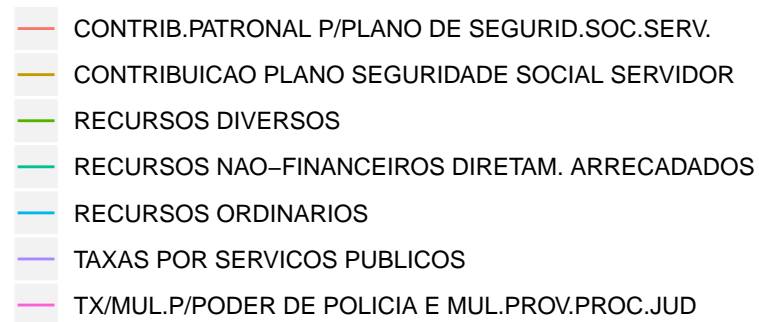 CONTRIB.PATRONAL P/PLANO DE SEGURID.SOC.SERV.
CONTRIBUICAO PLANO SEGURIDADE SOCIAL SERVIDOR
RECURSOS DIVERSOS
RECURSOS NAO−FINANCEIROS DIRETAM. ARRECADADOS
RECURSOS ORDINARIOS
TAXAS POR SERVICOS PUBLICOS
TX/MUL.P/PODER DE POLICIA E MUL.PROV.PROC.JUD